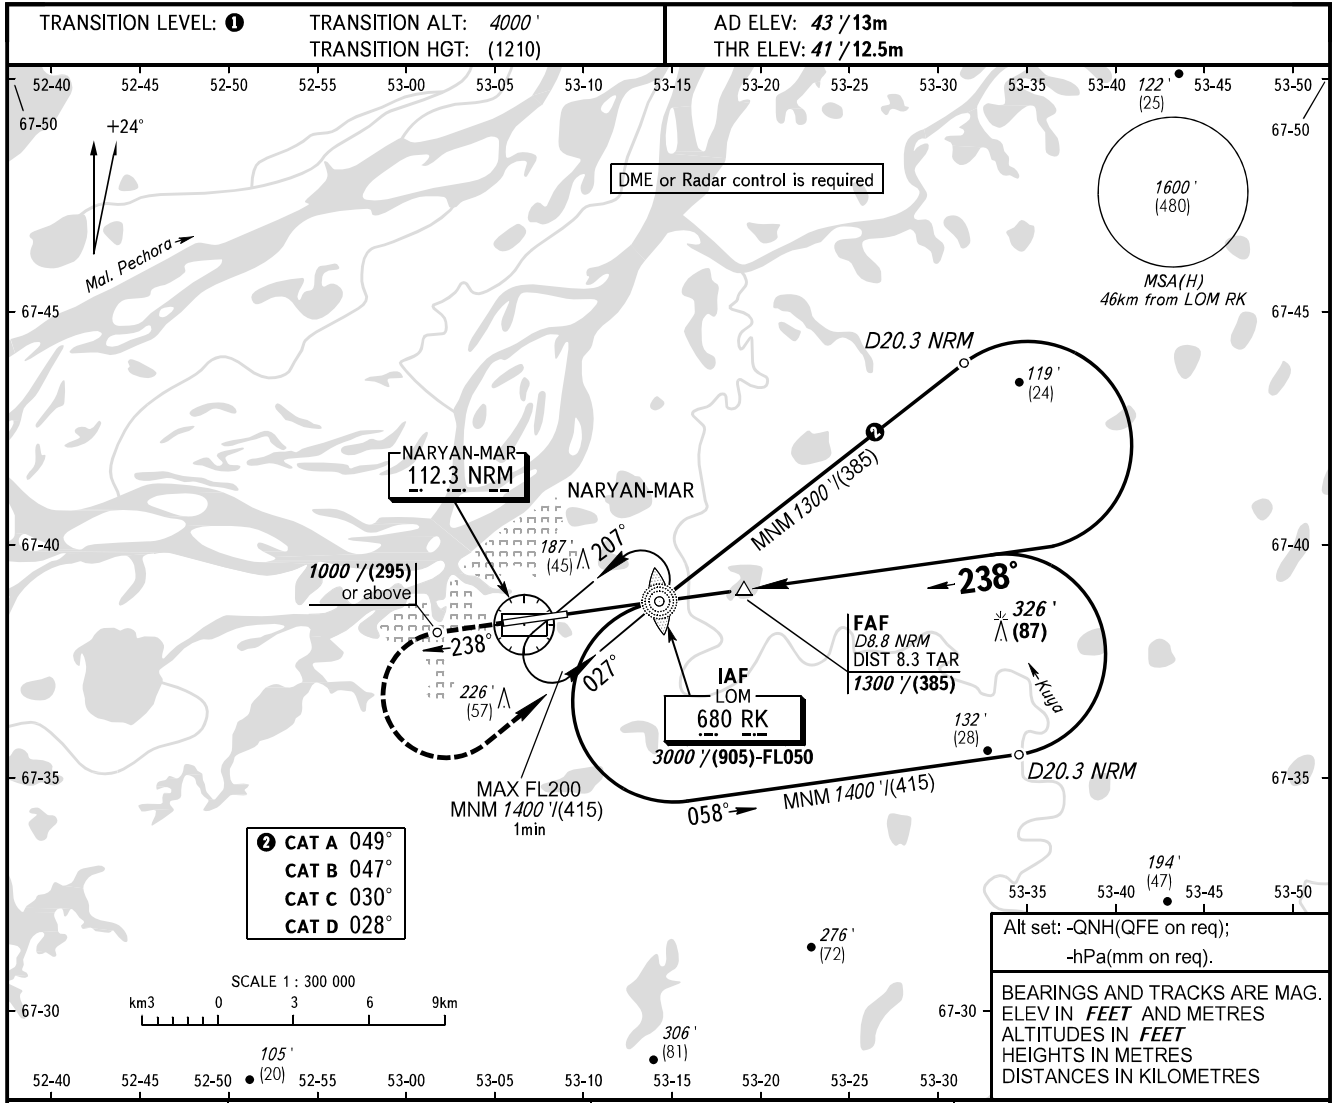 TRANSITION LEVEL: ❶
TRANSITION ALT: 4000 '
TRANSITION HGT: (1210)
AD ELEV: 43 '/13m
THR ELEV: 41 '/12.5m
52-40 52-45 52-50 52-55 53-00 53-05 53-10 53-15 53-20 53-25 53-30 53-35 53-40 53-45 53-50
122 '
(25)
67-50
67-50
+24°
DME or Radar control is required
1600 '
(480)
Mal. Pechora
MSA(H)
46km from LOM RK
67-45
67-45
D20.3 NRM
119 '
(24)
❷
NARYAN-MAR
112.3 NRM
MNM 1300 '/(385)
NARYAN-MAR
67-40
67-40
187 '
(45)
207°
1000 '/(295)
or above
238°
326 '
(87)
FAF
D8.8 NRM
DIST 8.3 TAR
1300 '/(385)
238°
027°
226 '
(57)
IAF
LOM
680 RK
3000 '/(905)-FL050
Kuya
132 '
(28)
D20.3 NRM
67-35
67-35
MAX FL200
MNM 1400 '/(415)
1min
058°
MNM 1400 '/(415)
❷ CAT A 049°
CAT B 047°
CAT C 030°
CAT D 028°
194 '
(47)
53-35 53-40 53-45 53-50
276 '
(72)
Alt set: -QNH(QFE on req);
-hPa(mm on req).
SCALE 1 : 300 000
km3 0 3 6 9km
67-30
67-30
BEARINGS AND TRACKS ARE MAG.
ELEV IN FEET AND METRES
ALTITUDES IN FEET
HEIGHTS IN METRES
DISTANCES IN KILOMETRES
306 '
(81)
105 '
(20)
52-40 52-45 52-50 52-55 53-00 53-05 53-10 53-15 53-20 53-25 53-30